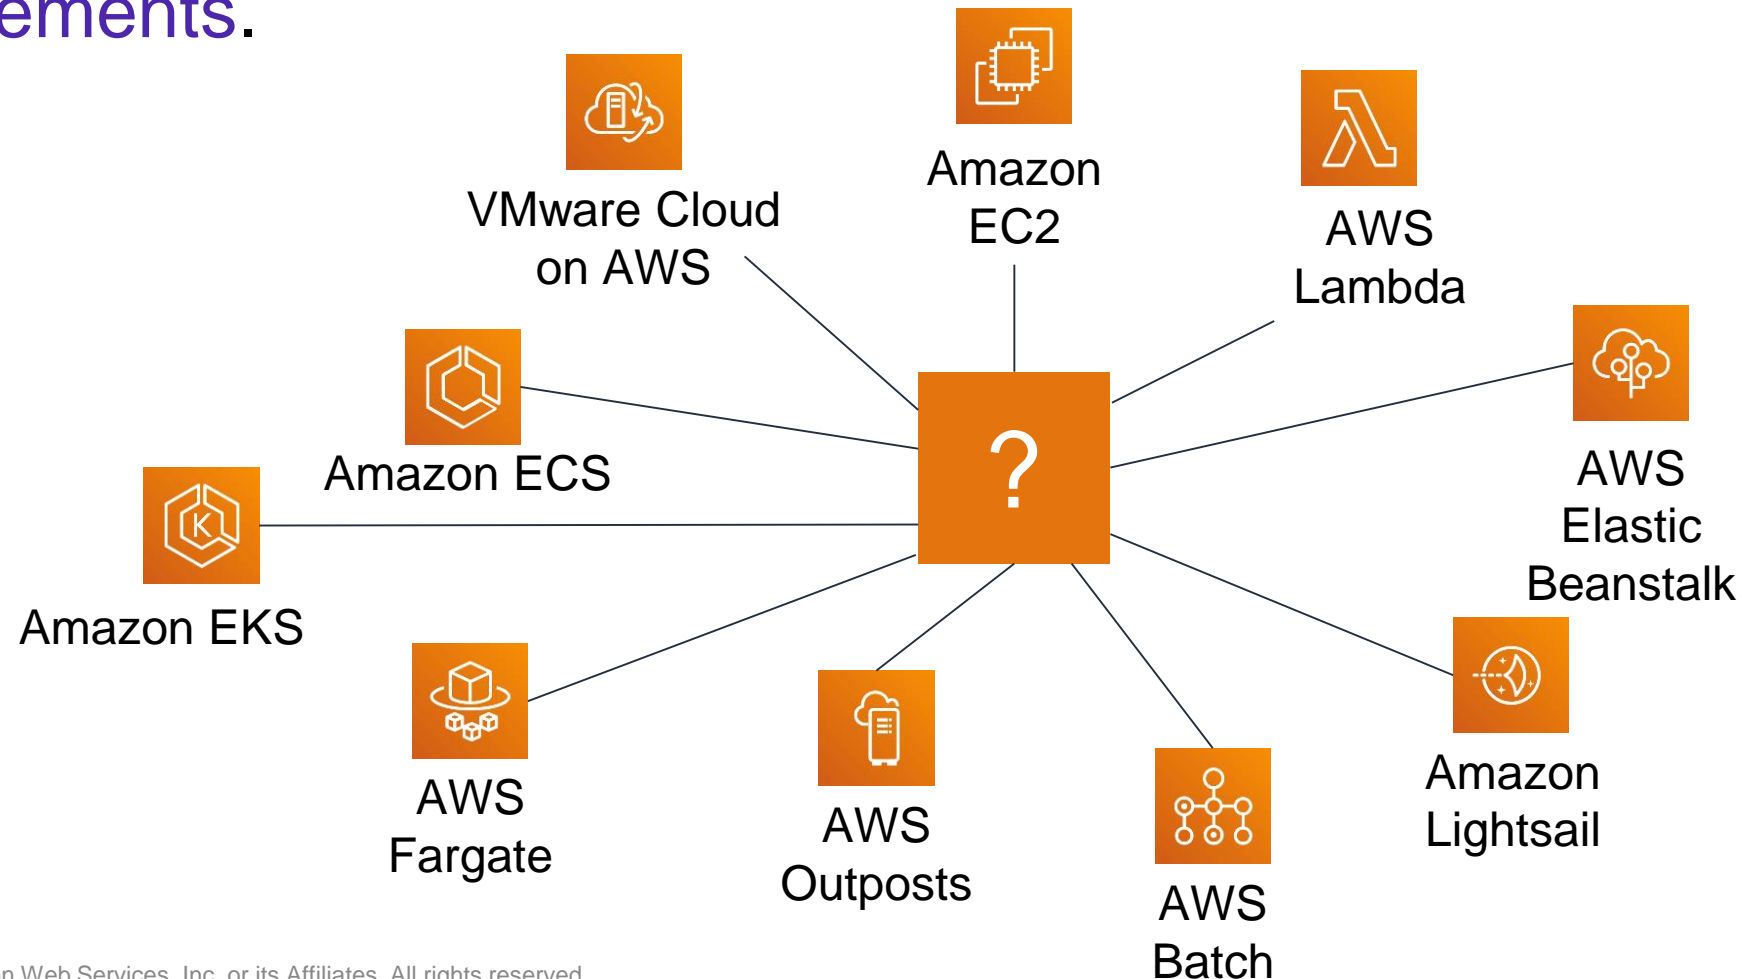 ements.
Amazon
EC2
VMware Cloud
on AWS
AWS
Lambda
Amazon ECS
?
AWS
Elastic
Beanstalk
K
Amazon EKS
AWS
Fargate
AWS
Outposts
Amazon
Lightsail
AWS
Batch
on Web Services, Inc. or its Affiliates. All rights reserved.